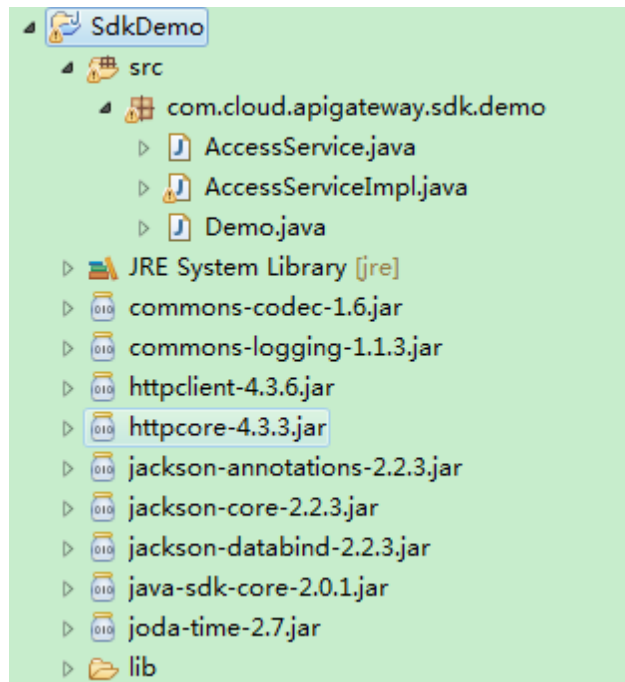 SdkDemo
src
com.cloud.apigateway.sdk.demo
AccessService.java
AccessServiceImpl.java
Demo.java
JRE System Library [jre]
commons-codec-1.6.jar
commons-logging-1.1.3.jar
httpclient-4.3.6.jar
httpcore-4.3.3.jar
jackson-annotations-2.2.3.jar
jackson-core-2.2.3.jar
jackson-databind-2.2.3.jar
java-sdk-core-2.0.1.jar
joda-time-2.7.jar
lib